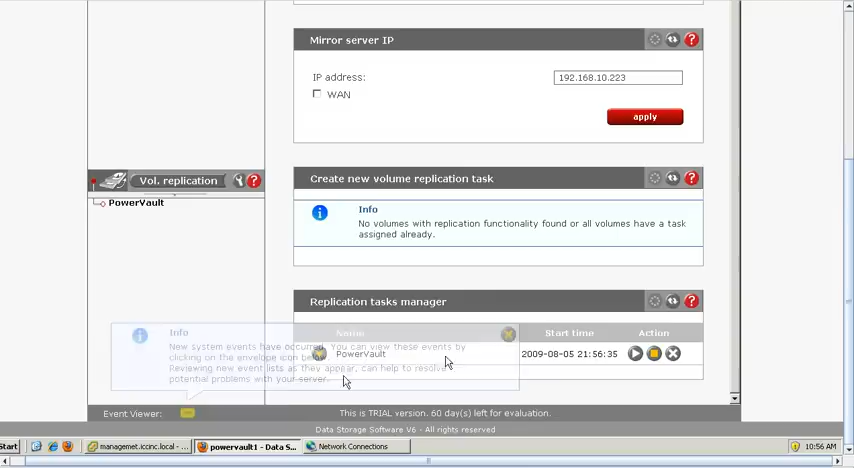 Mirror server IP
IP address:
192.168.10.223
WAN
apply
Vol. replication
Create new volume replication task
PowerVault
Info
No volumes with replication functionality found or all volumes have a task
assigned already.
Replication tasks manager
Info
Name
Start time
Action
New system events have occurred. You can view these events by
clicking on the envelope icon below.
Reviewing new event lists as they appear, can help to resolve
potential problems with your server.
PowerVault
2009-08-05 21:56:35
Event Viewer:
This is TRIAL version. 60 day(s) left for evaluation.
Data Storage Software V6 - All rights reserved
Start
managemet.iccinc.local - ...
powervault1 - Data S...
Network Connections
10:56 AM